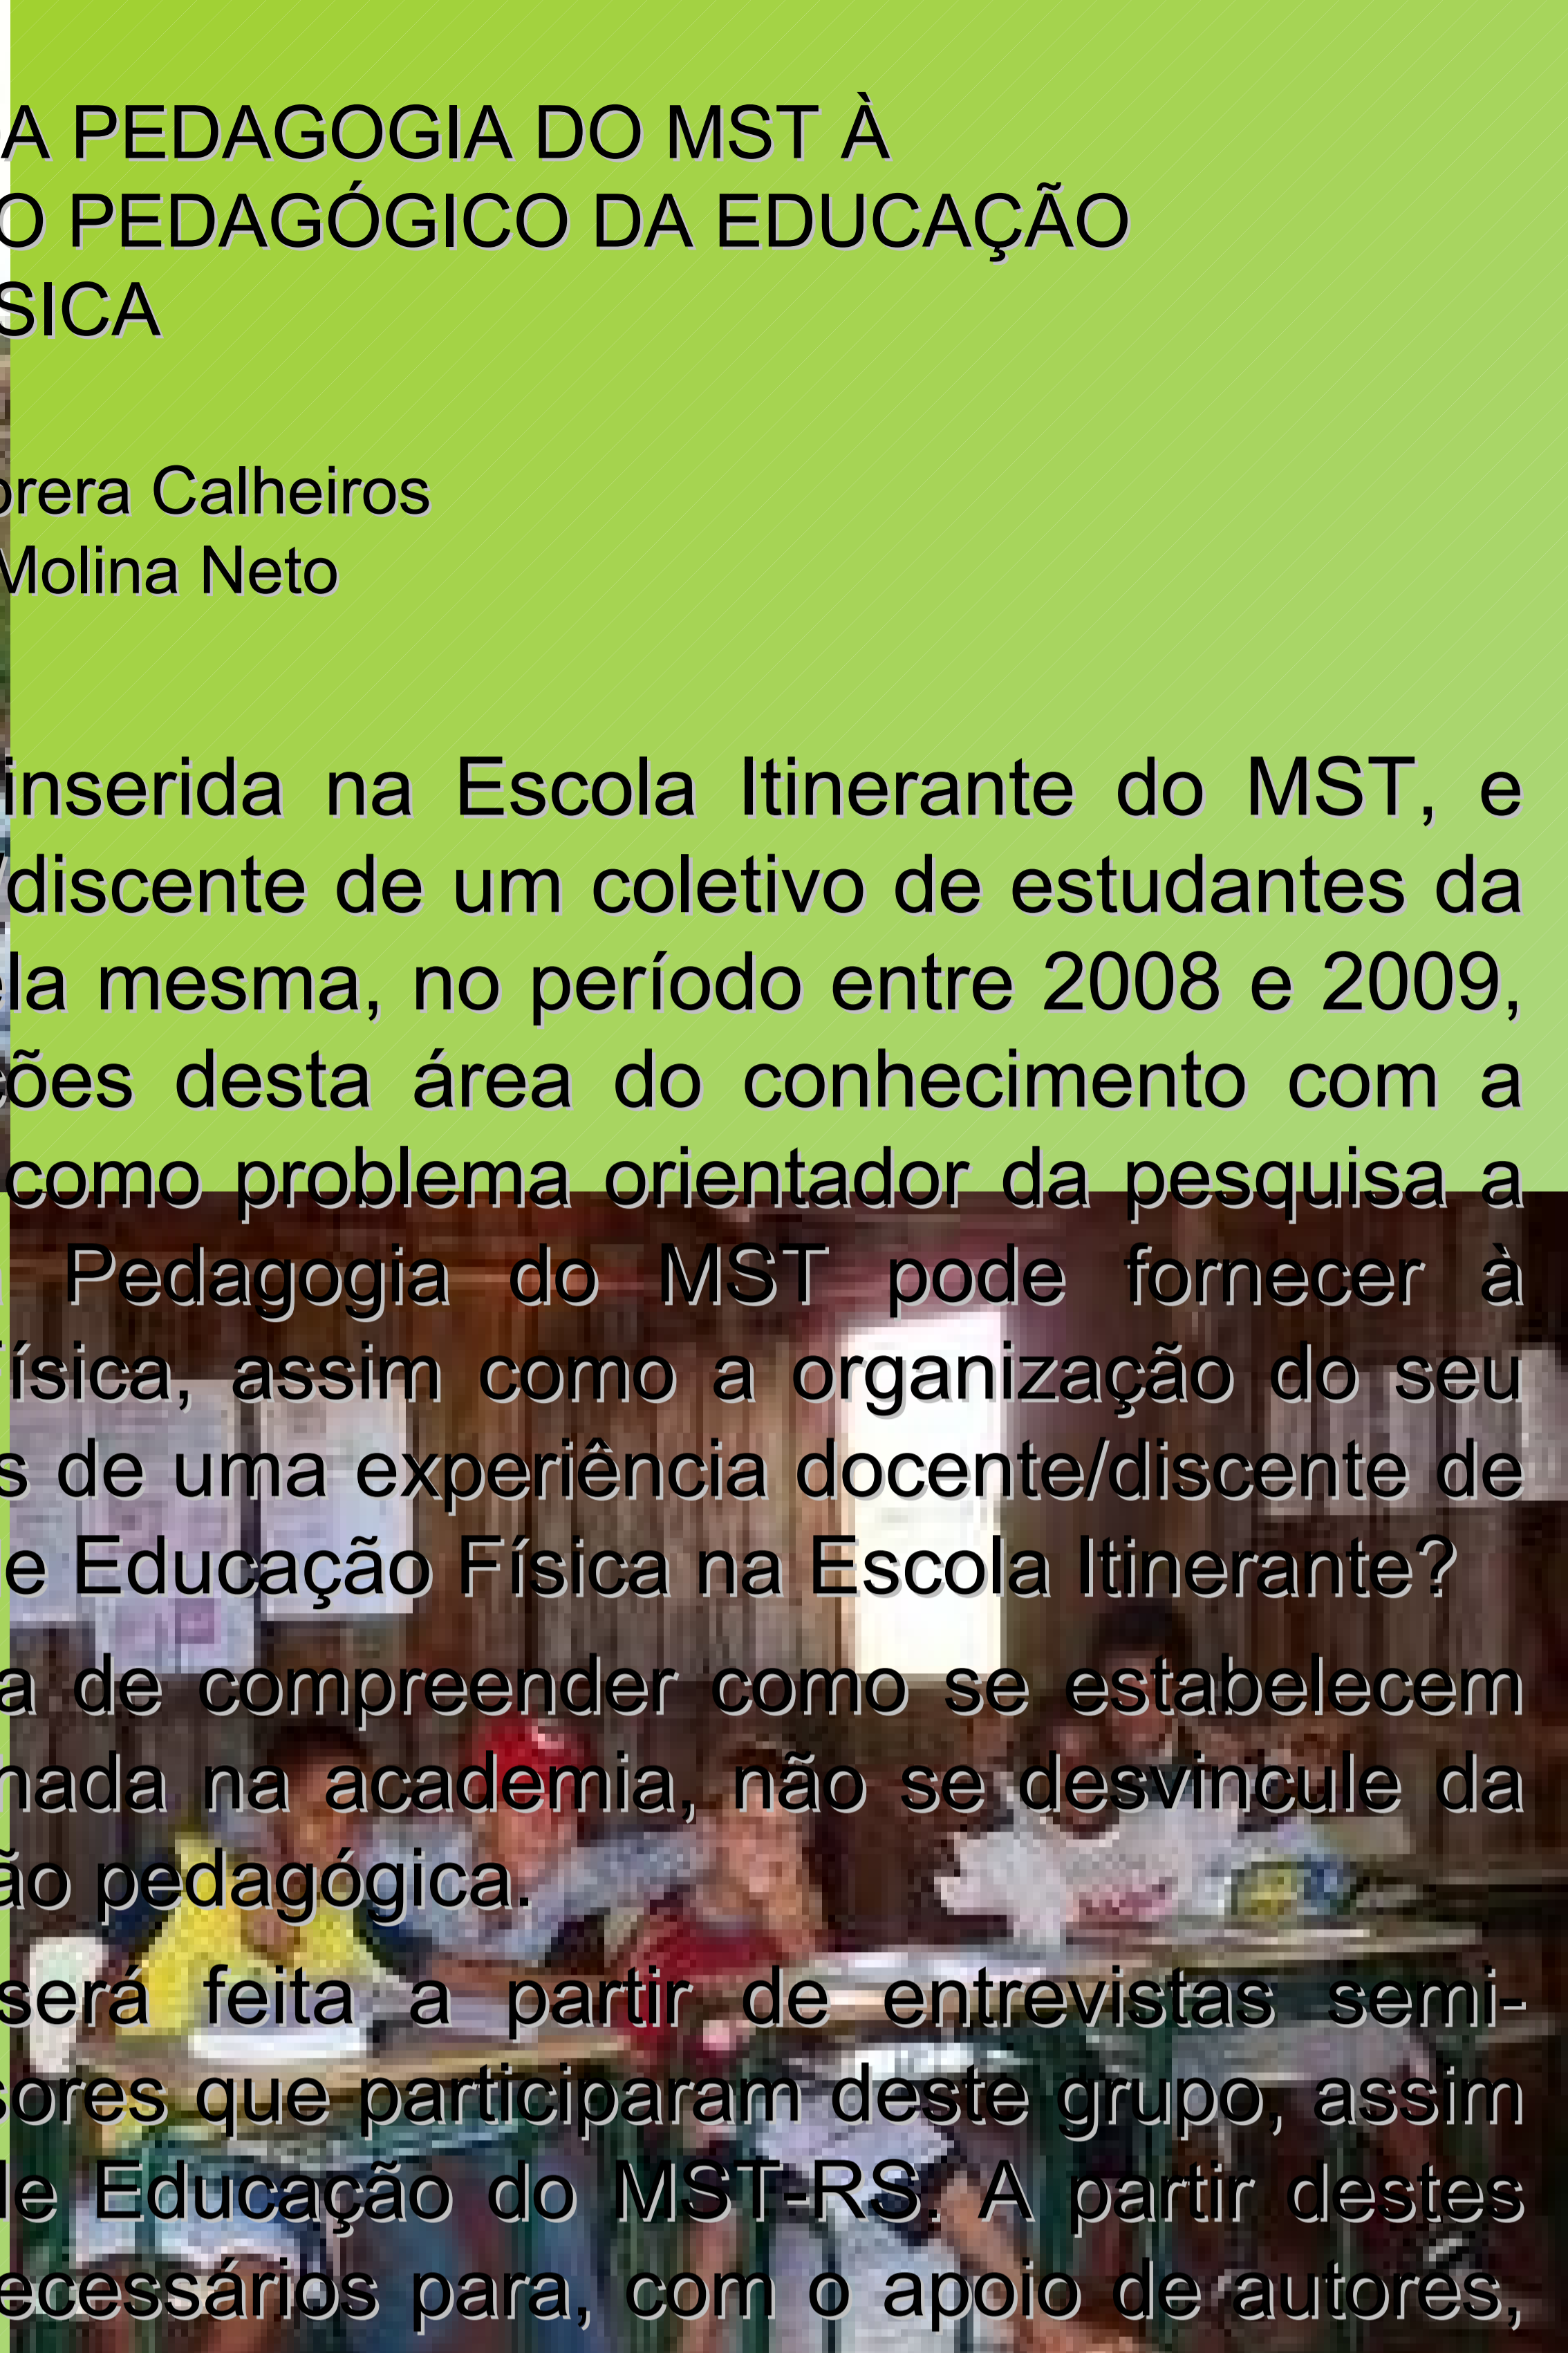 A PEDAGOGIA DO MST À
O PEDAGÓGICO DA EDUCAÇÃO
SICA
rera Calheiros
Molina Neto
inserida na Escola Itinerante do MST, e
/discente de um coletivo de estudantes da
la mesma, no período entre 2008 e 2009,
ões desta área do conhecimento com a
como problema orientador da pesquisa a
Pedagogia do MST pode fornecer à
ísica, assim como a organização do seu
s de uma experiência docente/discente de
e Educação Física na Escola Itinerante?
a de compreender como se estabelecem
nada na academia, não se desvincule da
ão pedagógica.
será feita a partir de entrevistas semi-
sores que participaram deste grupo, assim
le Educação do MST-RS. A partir destes
ecessários para, com o apoio de autores,